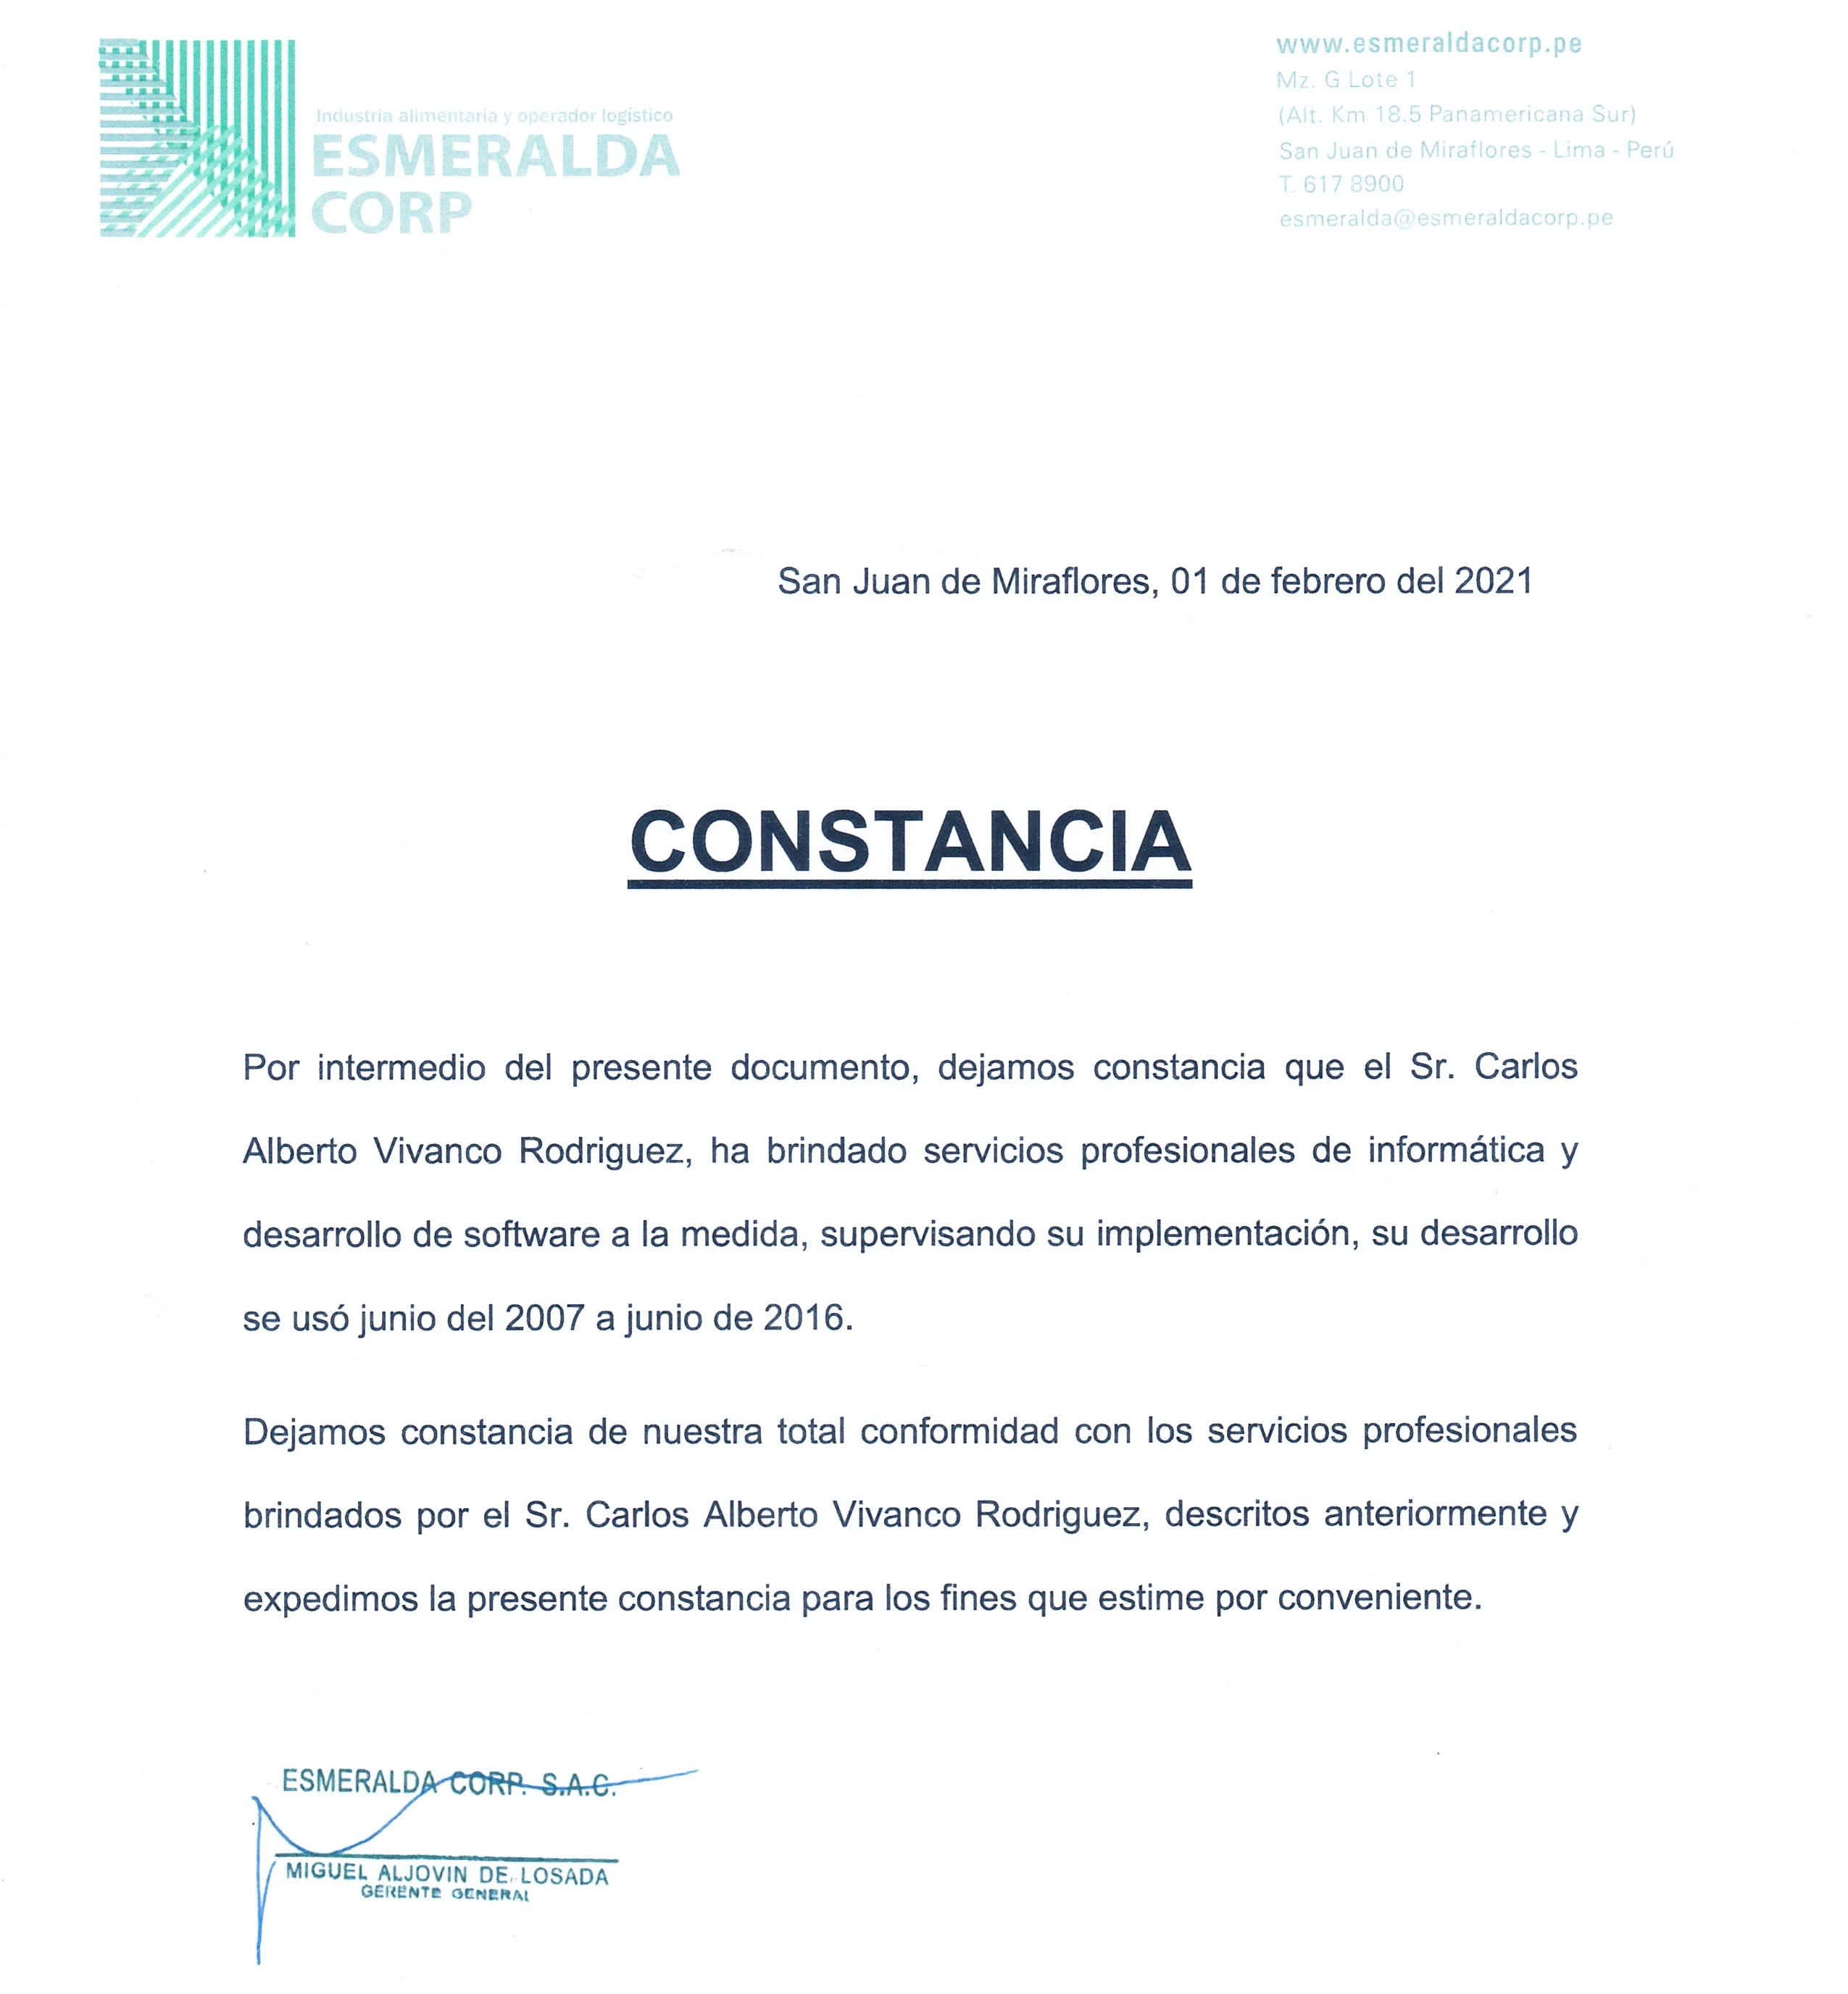 Industria alimentaria y operador logístico
ESMERALDA
CORP
www.esmeraldacorp.pe
Mz. G Lote 1
(Alt. Km 18.5 Panamericana Sur)
San Juan de Miraflores - Lima - Perú
T. 617 8900
esmeralda@esmeraldacorp.pe
San Juan de Miraflores, 01 de febrero del 2021
CONSTANCIA
Por intermedio del presente documento, dejamos constancia que el Sr. Carlos
Alberto Vivanco Rodriguez, ha brindado servicios profesionales de informática y
desarrollo de software a la medida, supervisando su implementación, su desarrollo
se usó junio del 2007 a junio de 2016.
Dejamos constancia de nuestra total conformidad con los servicios profesionales
brindados por el Sr. Carlos Alberto Vivanco Rodriguez, descritos anteriormente y
expedimos la presente constancia para los fines que estime por conveniente.
ESMERALDA CORP. S.A.C.
MIGUEL ALJOVIN DE LOSADA
GERENTE GENERAL